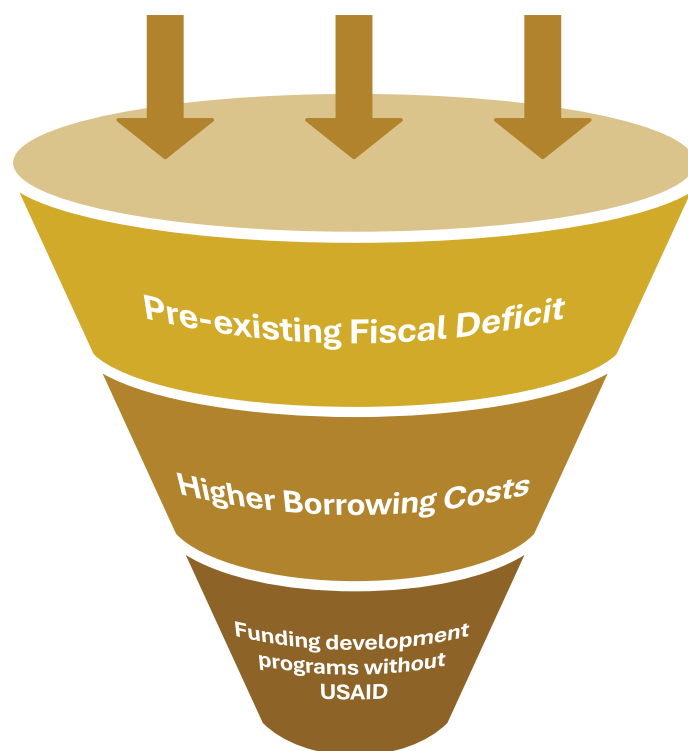 Pre-existing Fiscal Deficit
Higher Borrowing Costs
Funding development
programs without
USAID